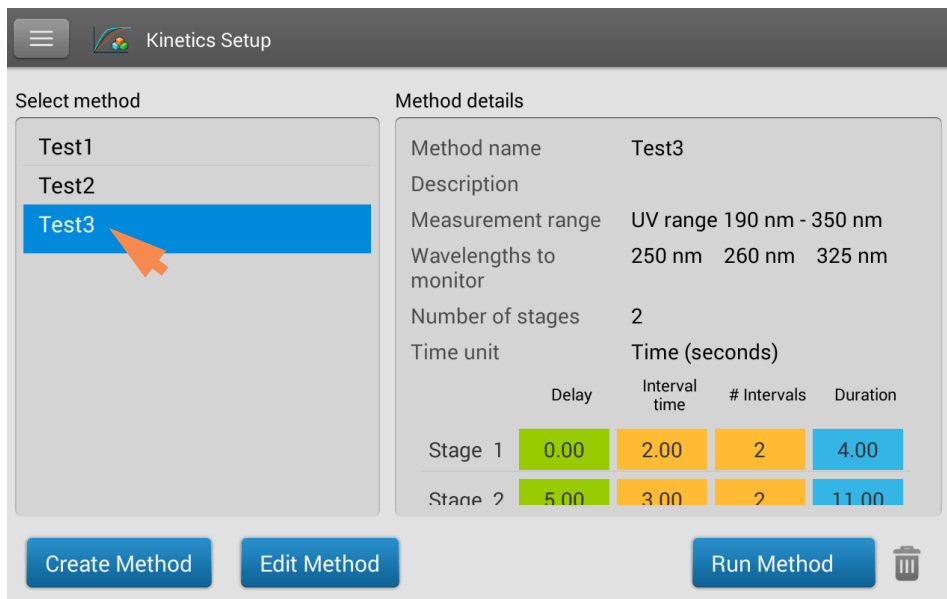 Kinetics Setup
Select method
Test1
Test2
Test3
Method details
Method name Test3
Description
Measurement range UV range 190 nm - 350 nm
Wavelengths to monitor 250 nm 260 nm 325 nm
Number of stages 2
Time unit Time (seconds)
Delay Interval time # Intervals Duration
Stage 1 0.00 2.00 2 4.00
Stage 2 5.00 3.00 2 11.00
Create Method Edit Method Run Method